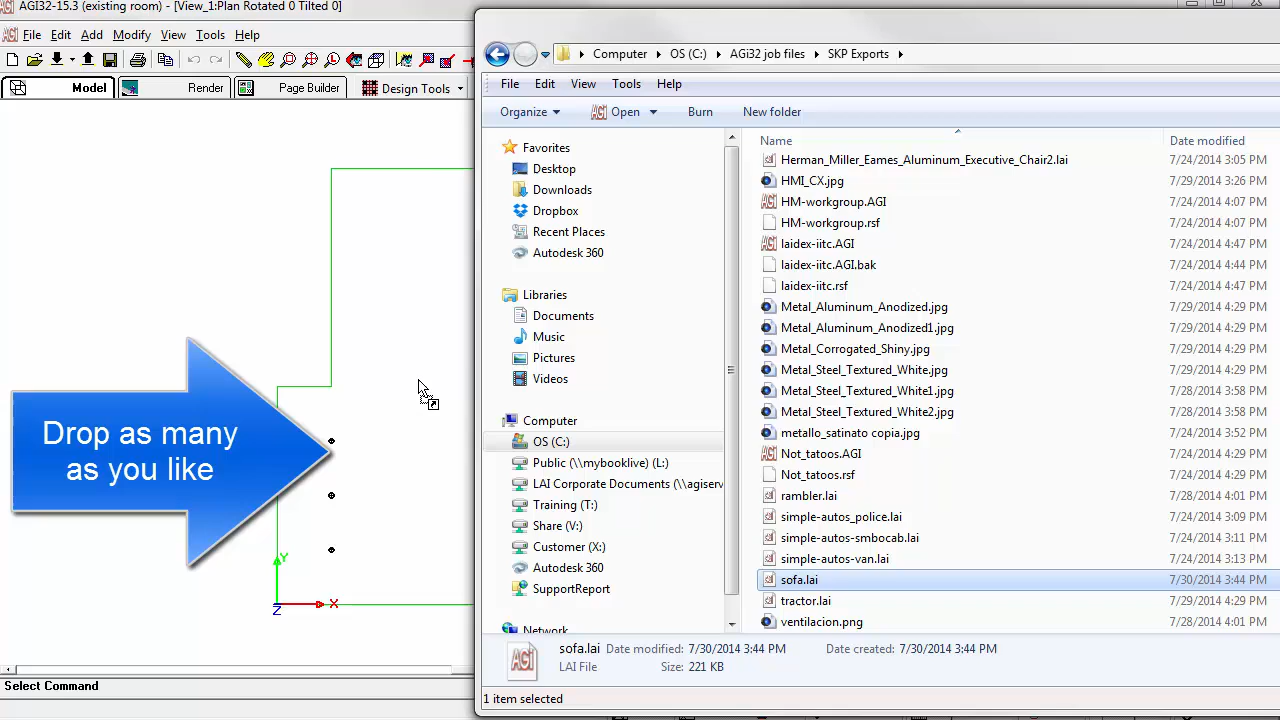 AGI32-15.3 (existing room) - [View_1:Plan Rotated 0 Tilted 0]
File Edit Add Modify View Tools Help
Model Render Page Builder Design Tools
Drop as many
as you like
Y
Z X
Select Command
Computer OS (C:) AGi32 job files SKP Exports
File Edit View Tools Help
Organize Open Burn New folder
Favorites
Desktop
Downloads
Dropbox
Recent Places
Autodesk 360
Libraries
Documents
Music
Pictures
Videos
Computer
OS (C:)
Public (\\mybooklive) (L:)
LAI Corporate Documents (\\agiserv
Training (T:)
Share (V:)
Customer (X:)
Autodesk 360
SupportReport
Network
Name Date modified
Herman_Miller_Eames_Aluminum_Executive_Chair2.lai 7/24/2014 3:05 PM
HMI_CX.jpg 7/29/2014 3:26 PM
HM-workgroup.AGI 7/24/2014 4:07 PM
HM-workgroup.rsf 7/24/2014 4:07 PM
laidex-iitc.AGI 7/24/2014 4:47 PM
laidex-iitc.AGI.bak 7/24/2014 4:44 PM
laidex-iitc.rsf 7/24/2014 4:47 PM
Metal_Aluminum_Anodized.jpg 7/29/2014 4:29 PM
Metal_Aluminum_Anodized1.jpg 7/29/2014 4:29 PM
Metal_Corrogated_Shiny.jpg 7/29/2014 4:29 PM
Metal_Steel_Textured_White.jpg 7/29/2014 4:29 PM
Metal_Steel_Textured_White1.jpg 7/28/2014 3:58 PM
Metal_Steel_Textured_White2.jpg 7/29/2014 4:29 PM
metallo_satinato copia.jpg 7/24/2014 3:52 PM
Not_tatoos.AGI 7/24/2014 4:29 PM
Not_tatoos.rsf 7/24/2014 4:29 PM
rambler.lai 7/28/2014 4:01 PM
simple-autos_police.lai 7/24/2014 3:09 PM
simple-autos-smbocab.lai 7/24/2014 3:11 PM
simple-autos-van.lai 7/24/2014 3:13 PM
sofa.lai 7/30/2014 3:44 PM
tractor.lai 7/29/2014 4:29 PM
ventilacion.png 7/28/2014 4:01 PM
AGI
sofa.lai Date modified: 7/30/2014 3:44 PM Date created: 7/30/2014 3:44 PM
LAI File Size: 221 KB
1 item selected